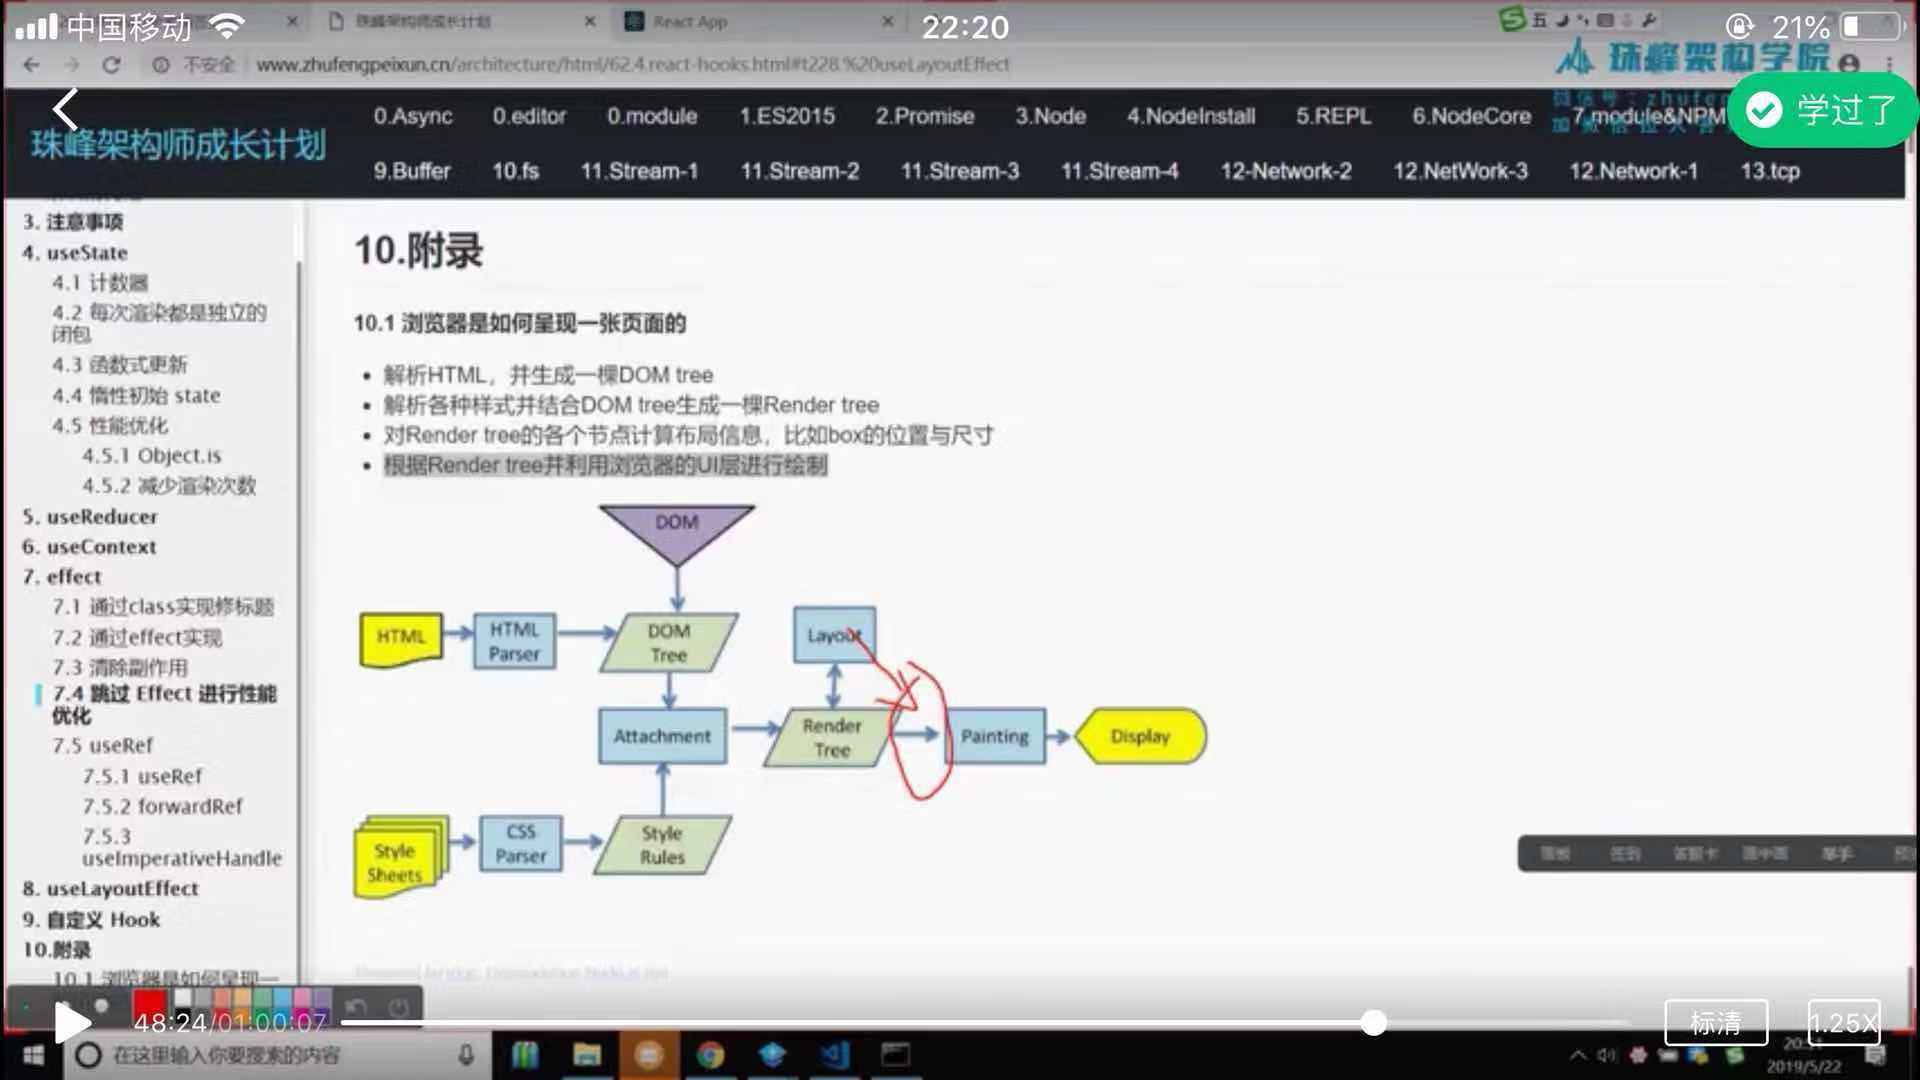 中国移动
22:20
21%
珠峰架构师成长计划
React App
五
不安全
www.zhufengpeixun.cn/architecture/html/62.4.react-hooks.html#t228.%20useLayoutEffect
珠峰架构学院
学过了
珠峰架构师成长计划
0.Async 0.editor 0.module 1.ES2015 2.Promise 3.Node 4.NodeInstall 5.REPL 6.NodeCore 7.module&NPM
9.Buffer 10.fs 11.Stream-1 11.Stream-2 11.Stream-3 11.Stream-4 12-Network-2 12.NetWork-3 12.Network-1 13.tcp
3. 注意事项
4. useState
4.1 计数器
4.2 每次渲染都是独立的
闭包
4.3 函数式更新
4.4 惰性初始 state
4.5 性能优化
4.5.1 Object.is
4.5.2 减少渲染次数
5. useReducer
6. useContext
7. effect
7.1 通过class实现修标题
7.2 通过effect实现
7.3 清除副作用
7.4 跳过 Effect 进行性能
优化
7.5 useRef
7.5.1 useRef
7.5.2 forwardRef
7.5.3
useImperativeHandle
8. useLayoutEffect
9. 自定义 Hook
10.附录
10.1 浏览器是如何呈现一
10.附录
10.1 浏览器是如何呈现一张页面的
解析HTML，并生成一棵DOM tree
解析各种样式并结合DOM tree生成一棵Render tree
对Render tree的各个节点计算布局信息，比如box的位置与尺寸
根据Render tree并利用浏览器的UI层进行绘制
DOM
HTML
HTML
Parser
DOM
Tree
Layout
Attachment
Render
Tree
Painting
Display
Style
Sheets
CSS
Parser
Style
Rules
举手
48:24/01:00:07
标清
1.25X
在这里输入你要搜索的内容
2019/5/22